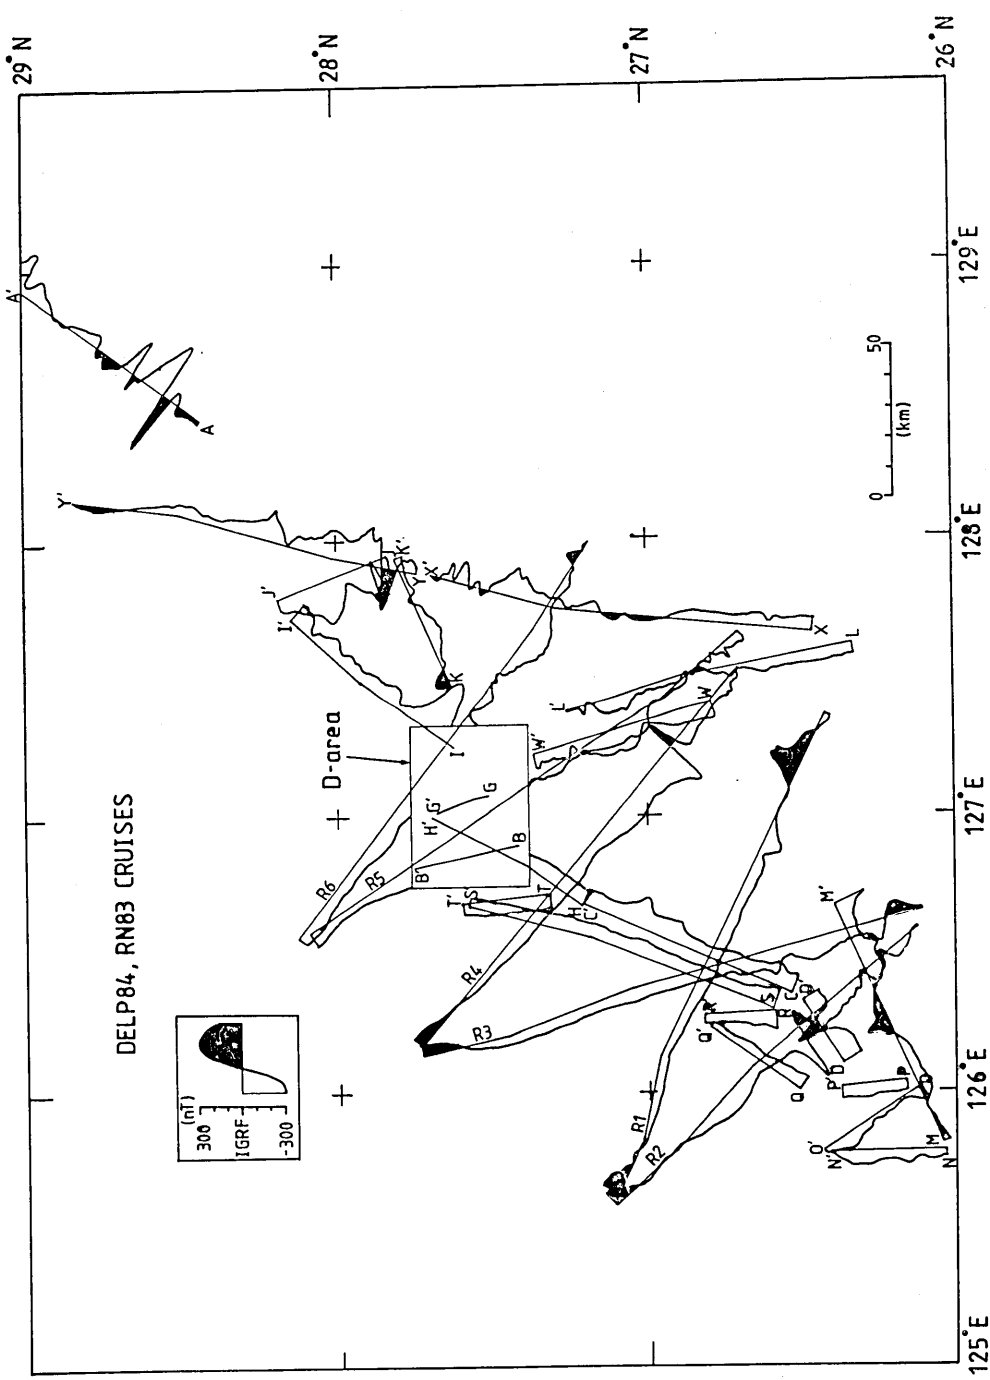 DELP84, RN83 CRUISES
29°N
28°N
27°N
26°N
125°E
126°E
127°E
128°E
129°E
(nT)
300
IGRF
-300
D-area
0
50
(km)
A'
A
Y'
J'
I'
K'
Y'
X'
K
I
X
L
L'
W
W'
G'
G
H'
B'
B
R6
R5
T'
S'
T
H
C'
R4
R3
R
S
C
D'
R
Q'
Q
D
P'
P
R1
R2
M'
M
O
O'
N'
N